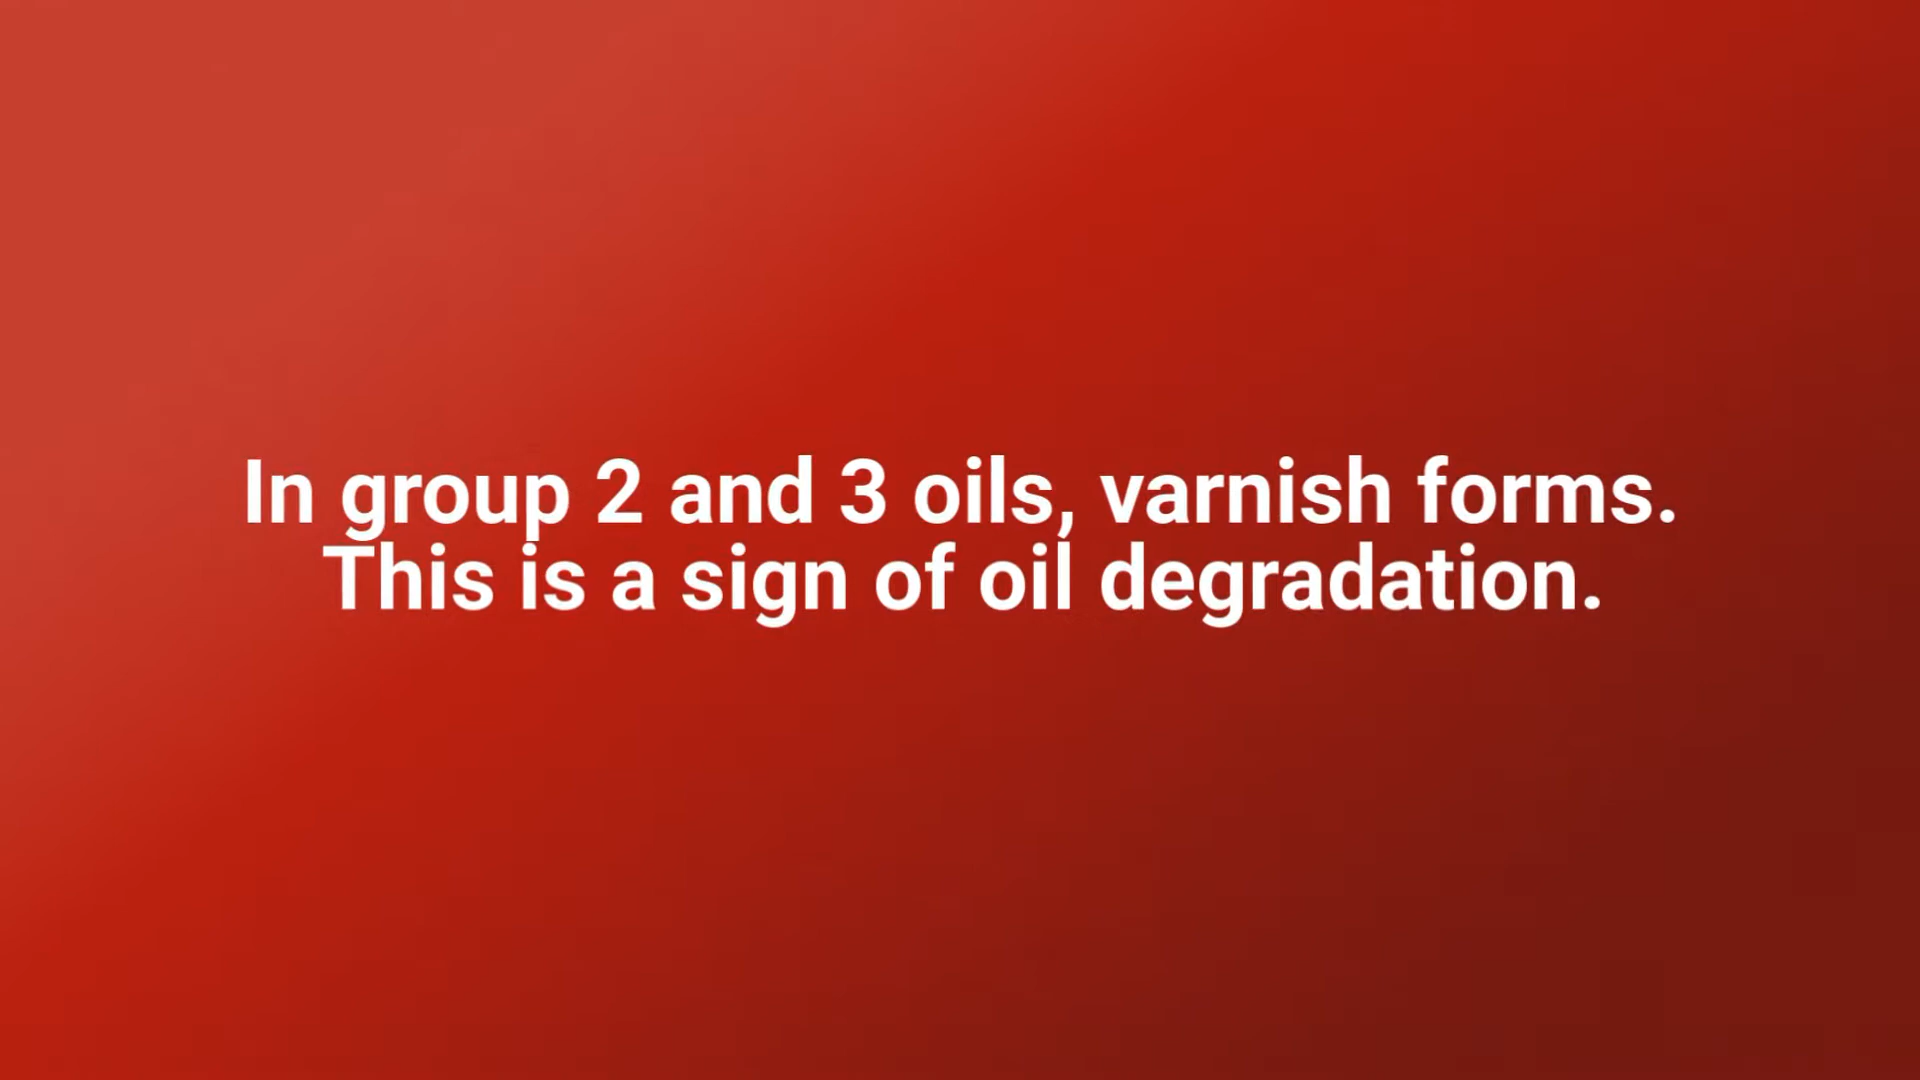 In group 2 and 3 oils, varnish forms.
This is a sign of oil degradation.